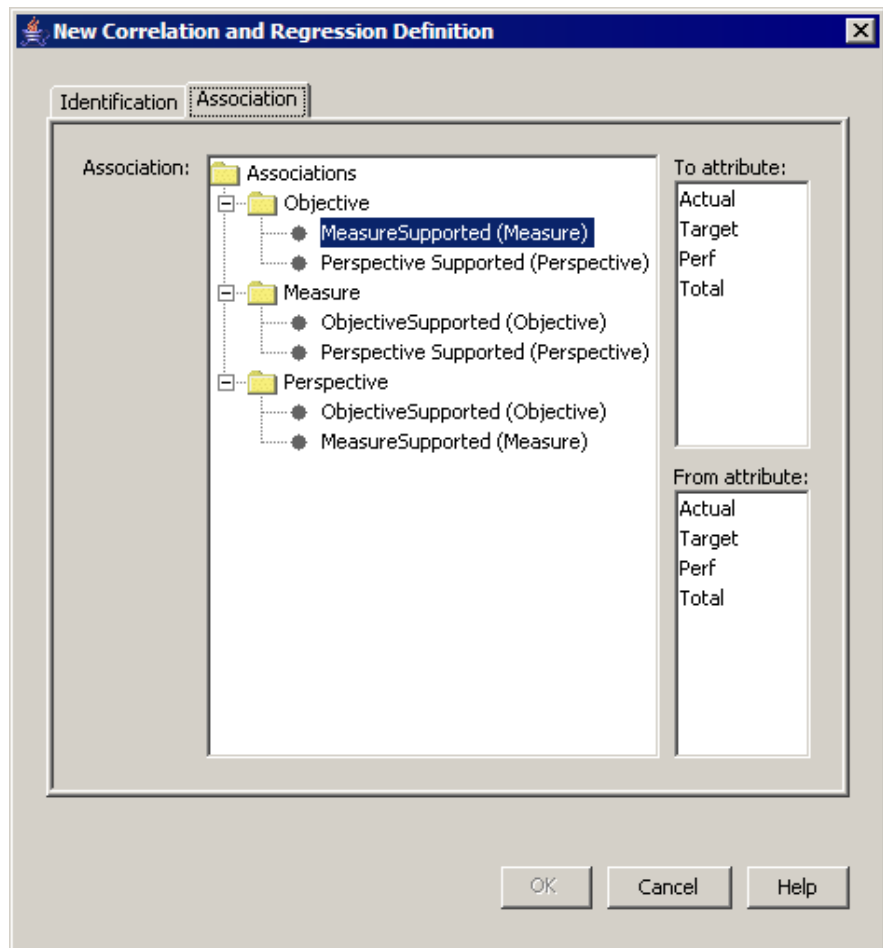 New Correlation and Regression Definition
Identification
Association
Association:
Associations
Objective
MeasureSupported (Measure)
Perspective Supported (Perspective)
Measure
ObjectiveSupported (Objective)
Perspective Supported (Perspective)
Perspective
ObjectiveSupported (Objective)
MeasureSupported (Measure)
To attribute:
Actual
Target
Perf
Total
From attribute:
Actual
Target
Perf
Total
OK
Cancel
Help